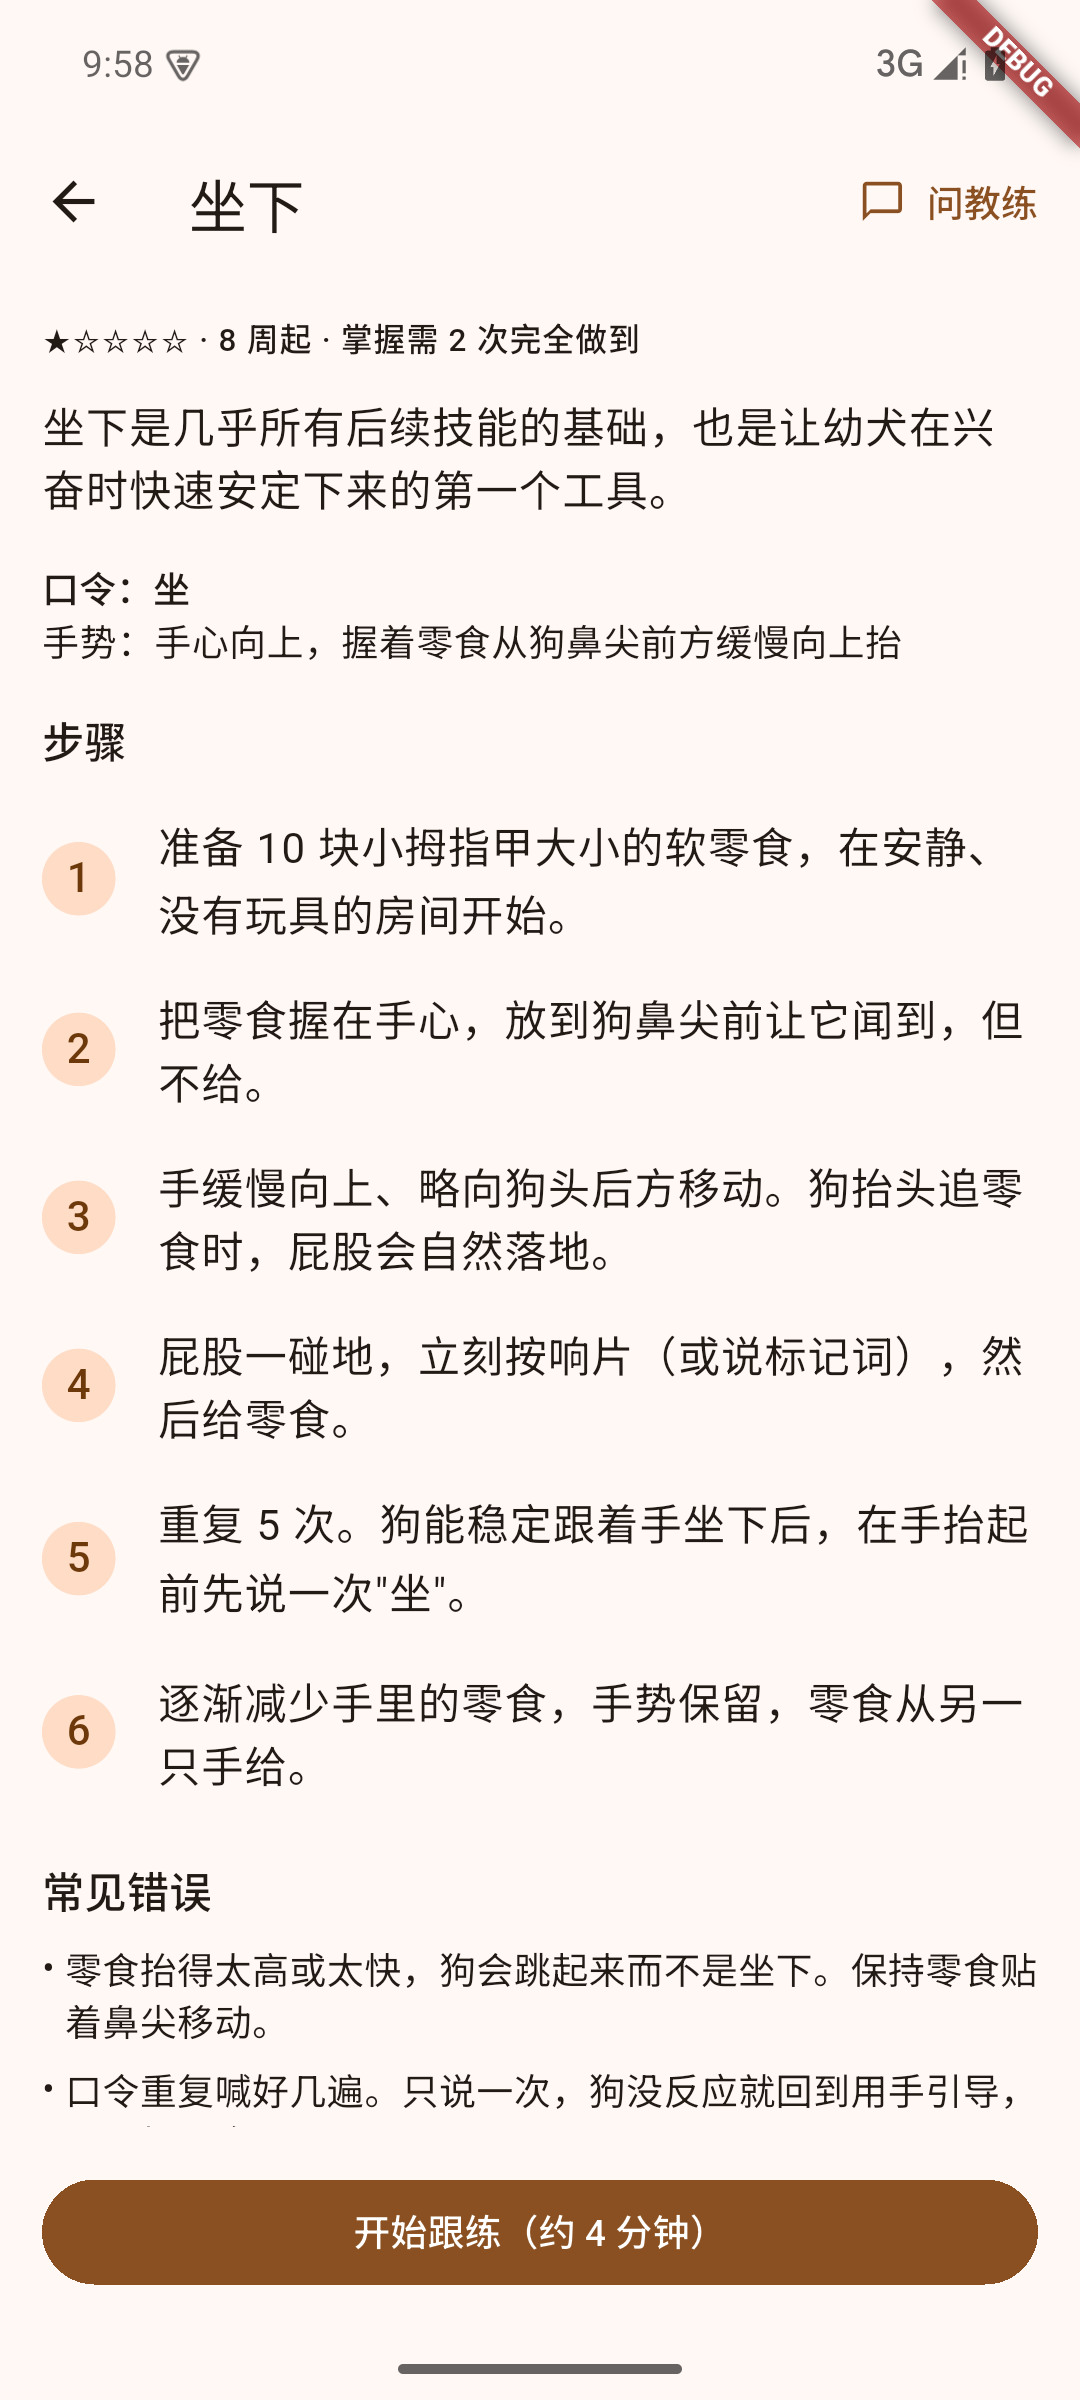 9:58
3G
DEBUG
坐下
问教练
★☆☆☆☆ · 8 周起 · 掌握需 2 次完全做到
坐下是几乎所有后续技能的基础，也是让幼犬在兴
奋时快速安定下来的第一个工具。
口令：坐
手势：手心向上，握着零食从狗鼻尖前方缓慢向上抬
步骤
1
准备 10 块小拇指甲大小的软零食，在安静、
没有玩具的房间开始。
2
把零食握在手心，放到狗鼻尖前让它闻到，但
不给。
3
手缓慢向上、略向狗头后方移动。狗抬头追零
食时，屁股会自然落地。
4
屁股一碰地，立刻按响片（或说标记词），然
后给零食。
5
重复 5 次。狗能稳定跟着手坐下后，在手抬起
前先说一次"坐"。
6
逐渐减少手里的零食，手势保留，零食从另一
只手给。
常见错误
• 零食抬得太高或太快，狗会跳起来而不是坐下。保持零食贴
着鼻尖移动。
• 口令重复喊好几遍。只说一次，狗没反应就回到用手引导，
开始跟练（约 4 分钟）